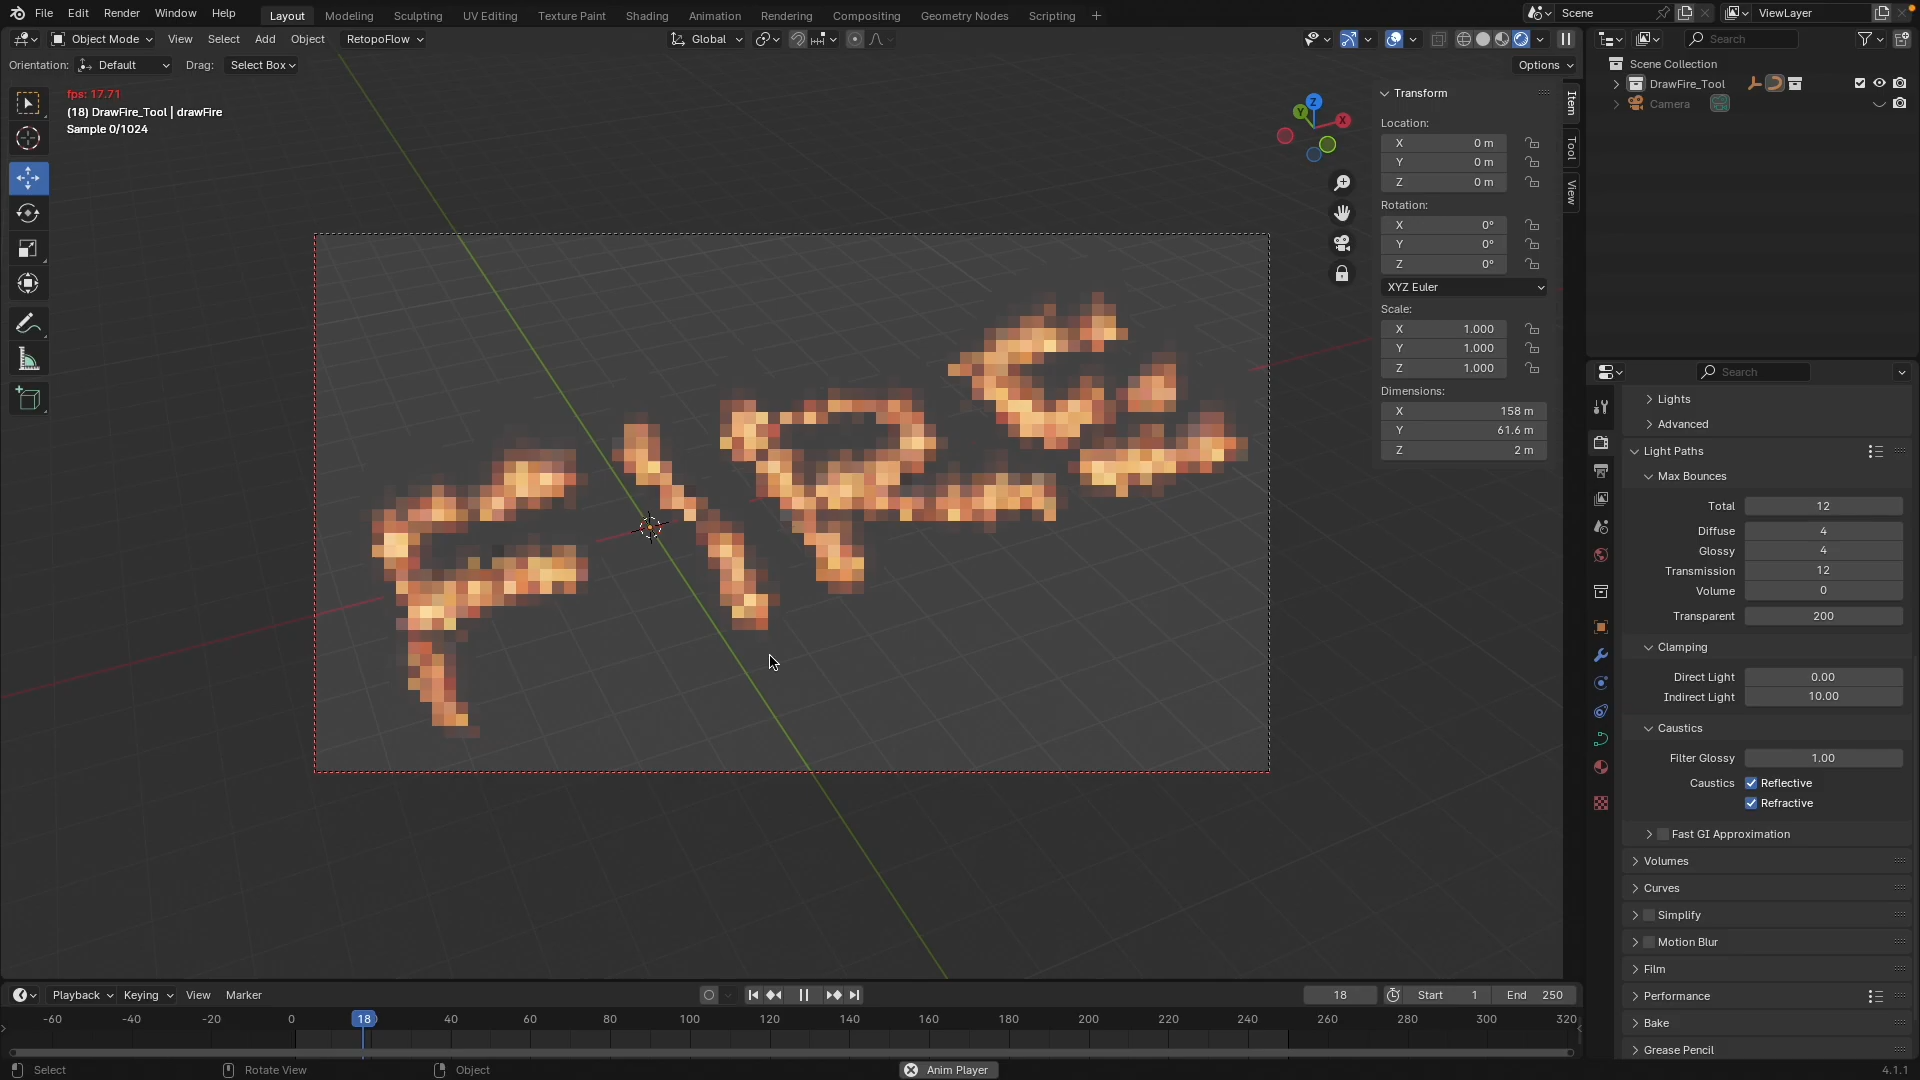 File Edit Render Window Help Layout Modeling Sculpting UV Editing Texture Paint Shading Animation Rendering Compositing Geometry Nodes Scripting + Scene ViewLayer
Object Mode View Select Add Object RetopoFlow Global Search
Orientation: Default Drag: Select Box Options
Scene Collection
DrawFire_Tool
Camera
fps: 17.71
(18) DrawFire_Tool | drawFire
Sample 0/1024
Z
Y
X
FIRE
Transform
Location:
X 0 m
Y 0 m
Z 0 m
Rotation:
X 0°
Y 0°
Z 0°
XYZ Euler
Scale:
X 1.000
Y 1.000
Z 1.000
Dimensions:
X 158 m
Y 61.6 m
Z 2 m
Item
Tool
View
Search
Lights
Advanced
Light Paths
Max Bounces
Total 12
Diffuse 4
Glossy 4
Transmission 12
Volume 0
Transparent 200
Clamping
Direct Light 0.00
Indirect Light 10.00
Caustics
Filter Glossy 1.00
Caustics Reflective
Refractive
Fast GI Approximation
Volumes
Curves
Simplify
Motion Blur
Film
Performance
Bake
Grease Pencil
Playback Keying View Marker 18 Start 1 End 250
-60 -40 -20 0 18 40 60 80 100 120 140 160 180 200 220 240 260 280 300 320
Select Rotate View Object Anim Player 4.1.1